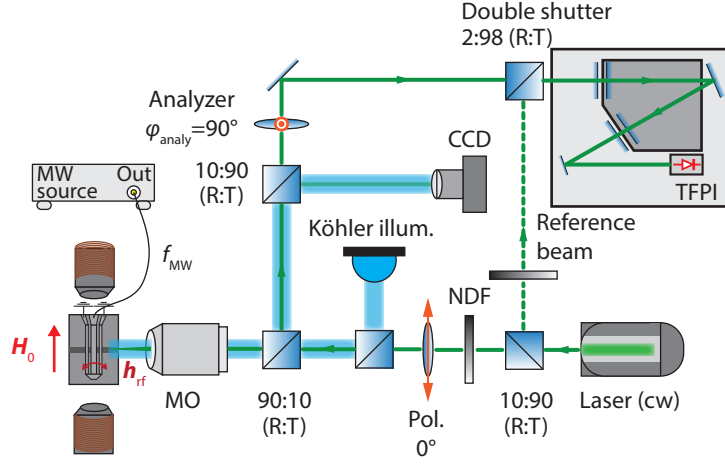 Double shutter
2:98 (R:T)
Analyzer
φanaly=90°
10:90
(R:T)
CCD
TFPI
MW
source
Out
fMW
Köhler illum.
Reference
beam
NDF
H0
hrf
MO
90:10
(R:T)
Pol.
0°
10:90
(R:T)
Laser (cw)